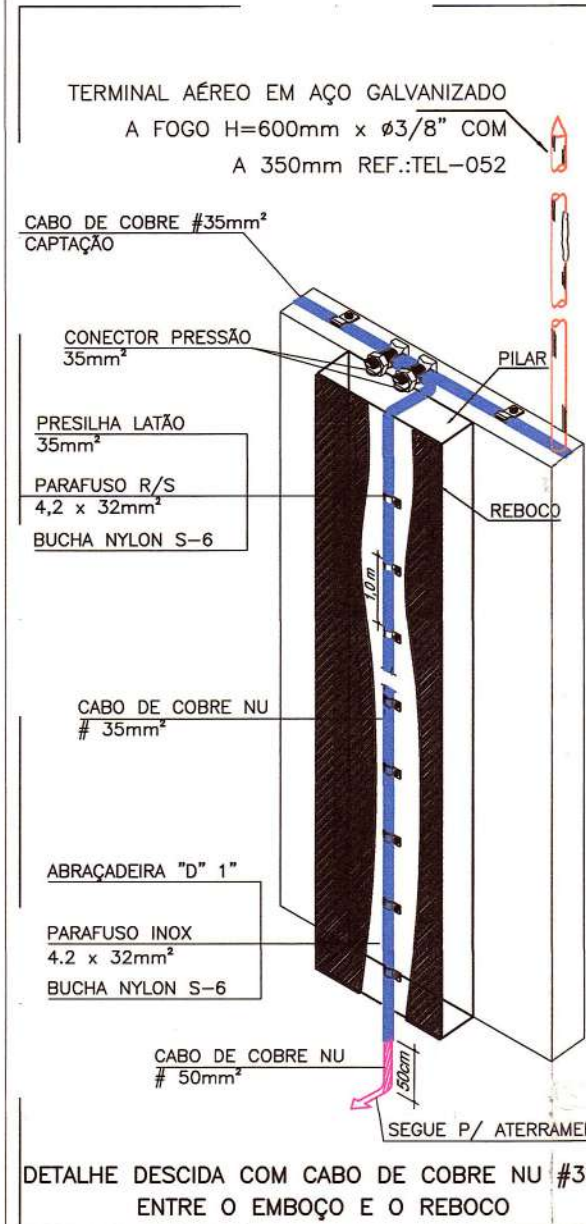 TERMINAL AÉREO EM AÇO GALVANIZADO
A FOGO H=600mm x ø3/8" COM
A 350mm REF.:TEL-052
CABO DE COBRE #35mm²
CAPTAÇÃO
CONECTOR PRESSÃO
35mm²
PILAR
PRESILHA LATÃO
35mm²
PARAFUSO R/S
4,2 x 32mm²
REBOCO
BUCHA NYLON S-6
1,0 m
CABO DE COBRE NU
# 35mm²
ABRAÇADEIRA "D" 1"
PARAFUSO INOX
4.2 x 32mm²
BUCHA NYLON S-6
CABO DE COBRE NU
# 50mm²
50cm
SEGUE P/ ATERRAME
DETALHE DESCIDA COM CABO DE COBRE NU #3
ENTRE O EMBOÇO E O REBOCO